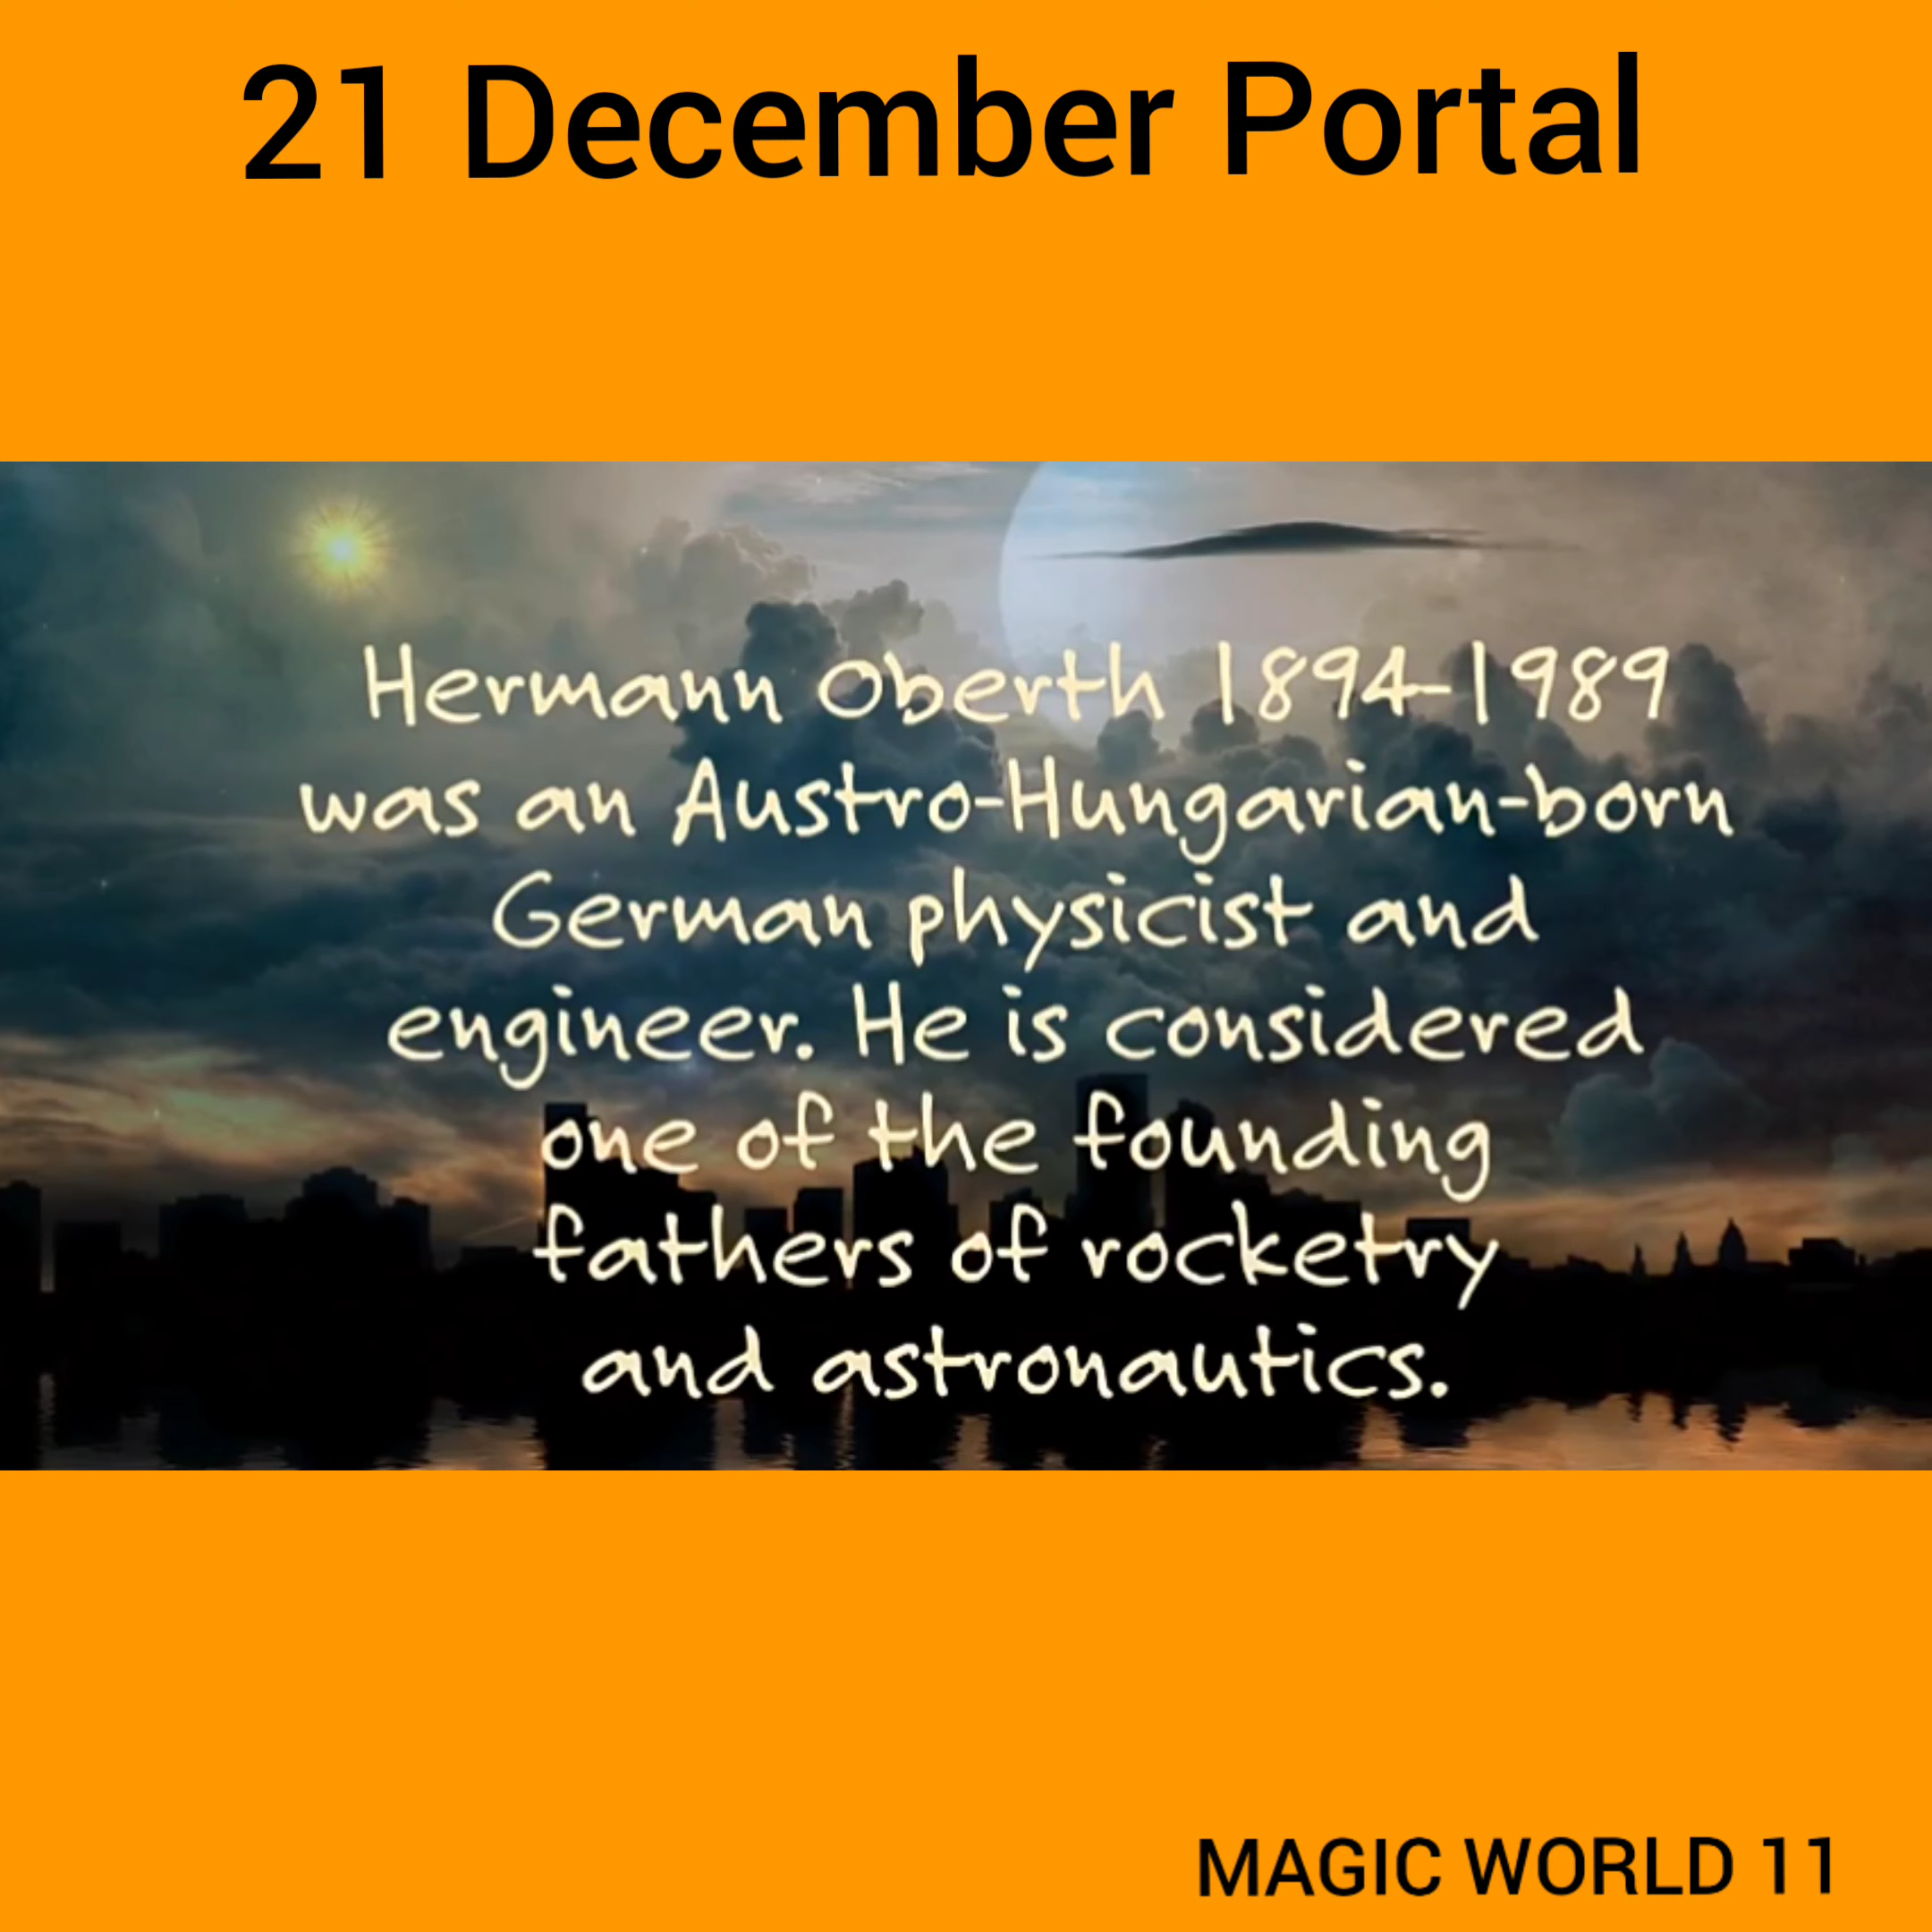 21 December Portal
Hermann Oberth 1894-1989
was an Austro-Hungarian-born
German physicist and
engineer. He is considered
one of the founding
fathers of rocketry
and astronautics.
MAGIC WORLD 11